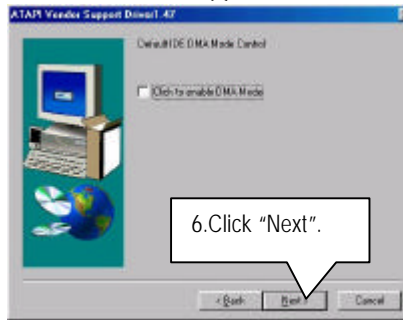 ATAPI Vendor Support Driver1.47
Default IDE DMA Mode Control
Click to enable DMA Mode
6.Click “Next”.
< Back Next > Cancel